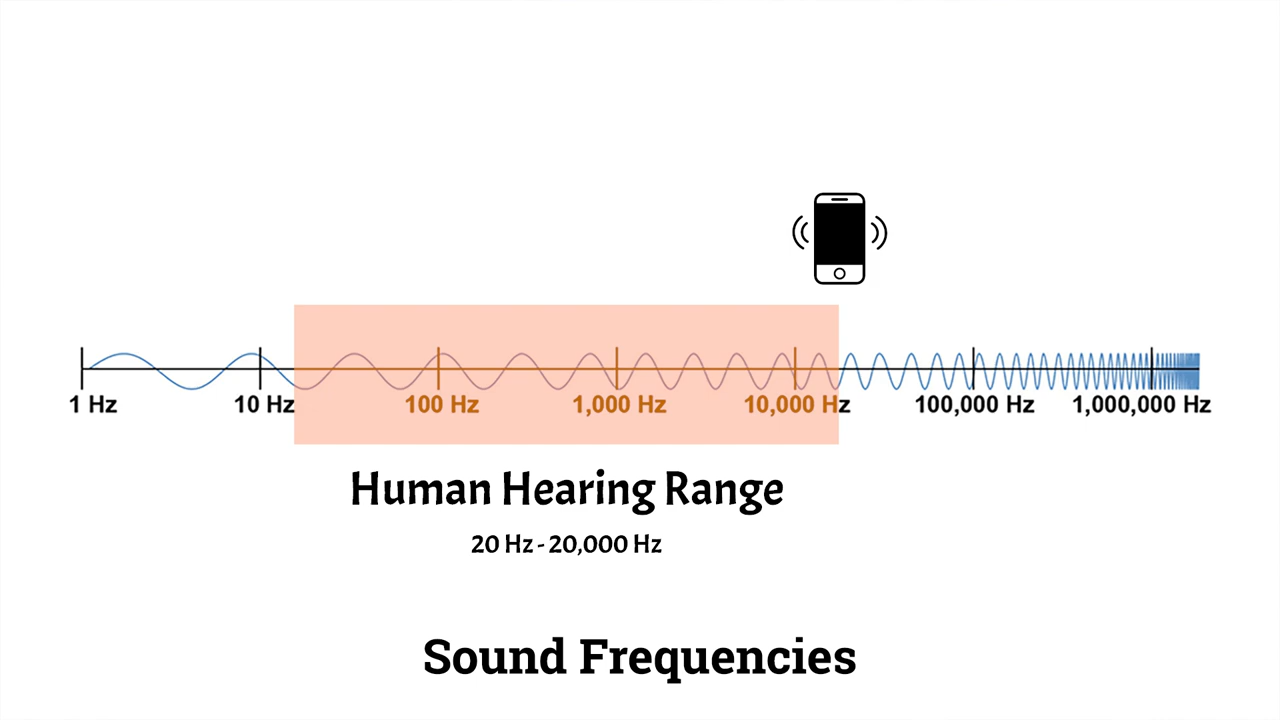 1 Hz 10 Hz 100 Hz 1,000 Hz 10,000 Hz 100,000 Hz 1,000,000 Hz
Human Hearing Range
20 Hz - 20,000 Hz
Sound Frequencies